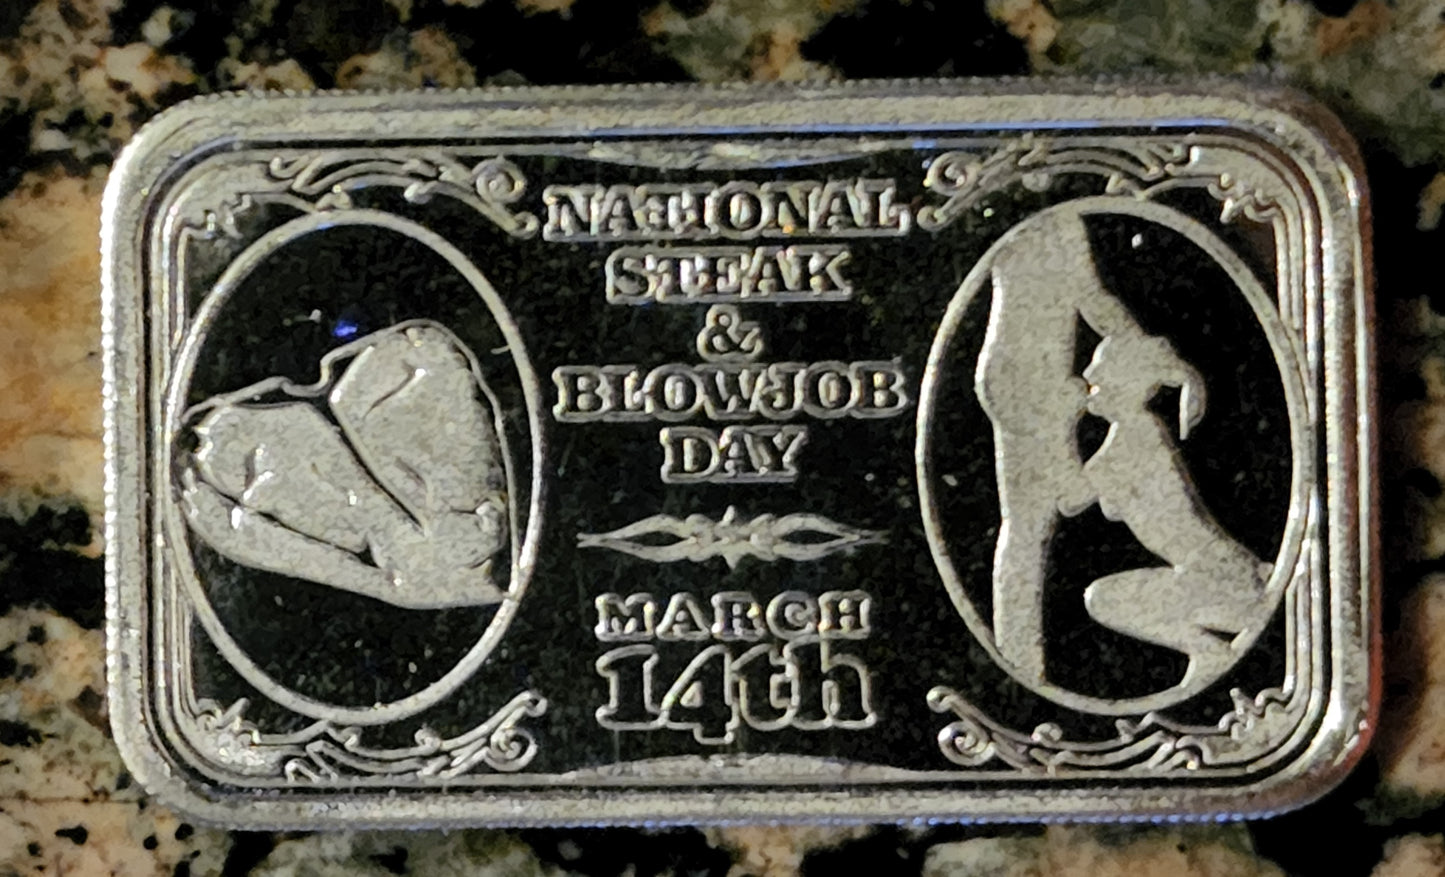 NATIONAL
STEAK
&
BLOWJOB
DAY
MARCH
14th